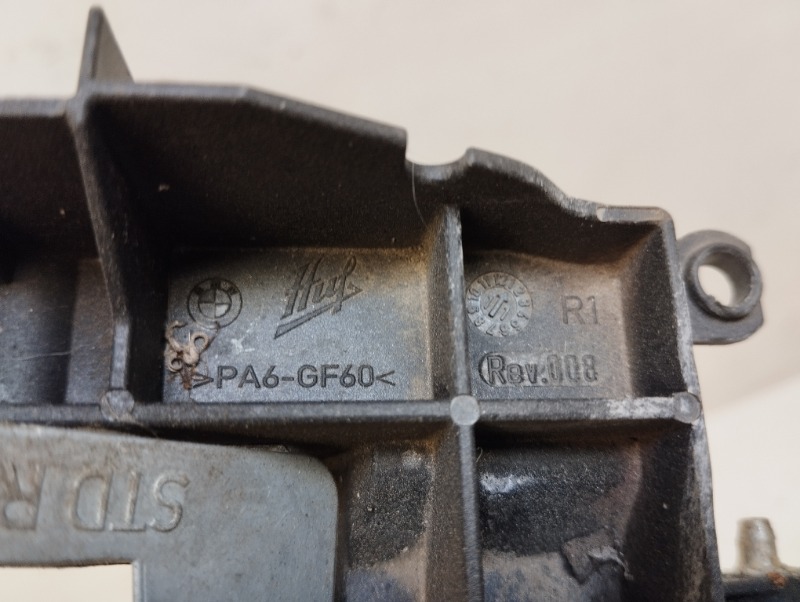 Huf
R1
>PA6-GF60<
Rev.008
STD R